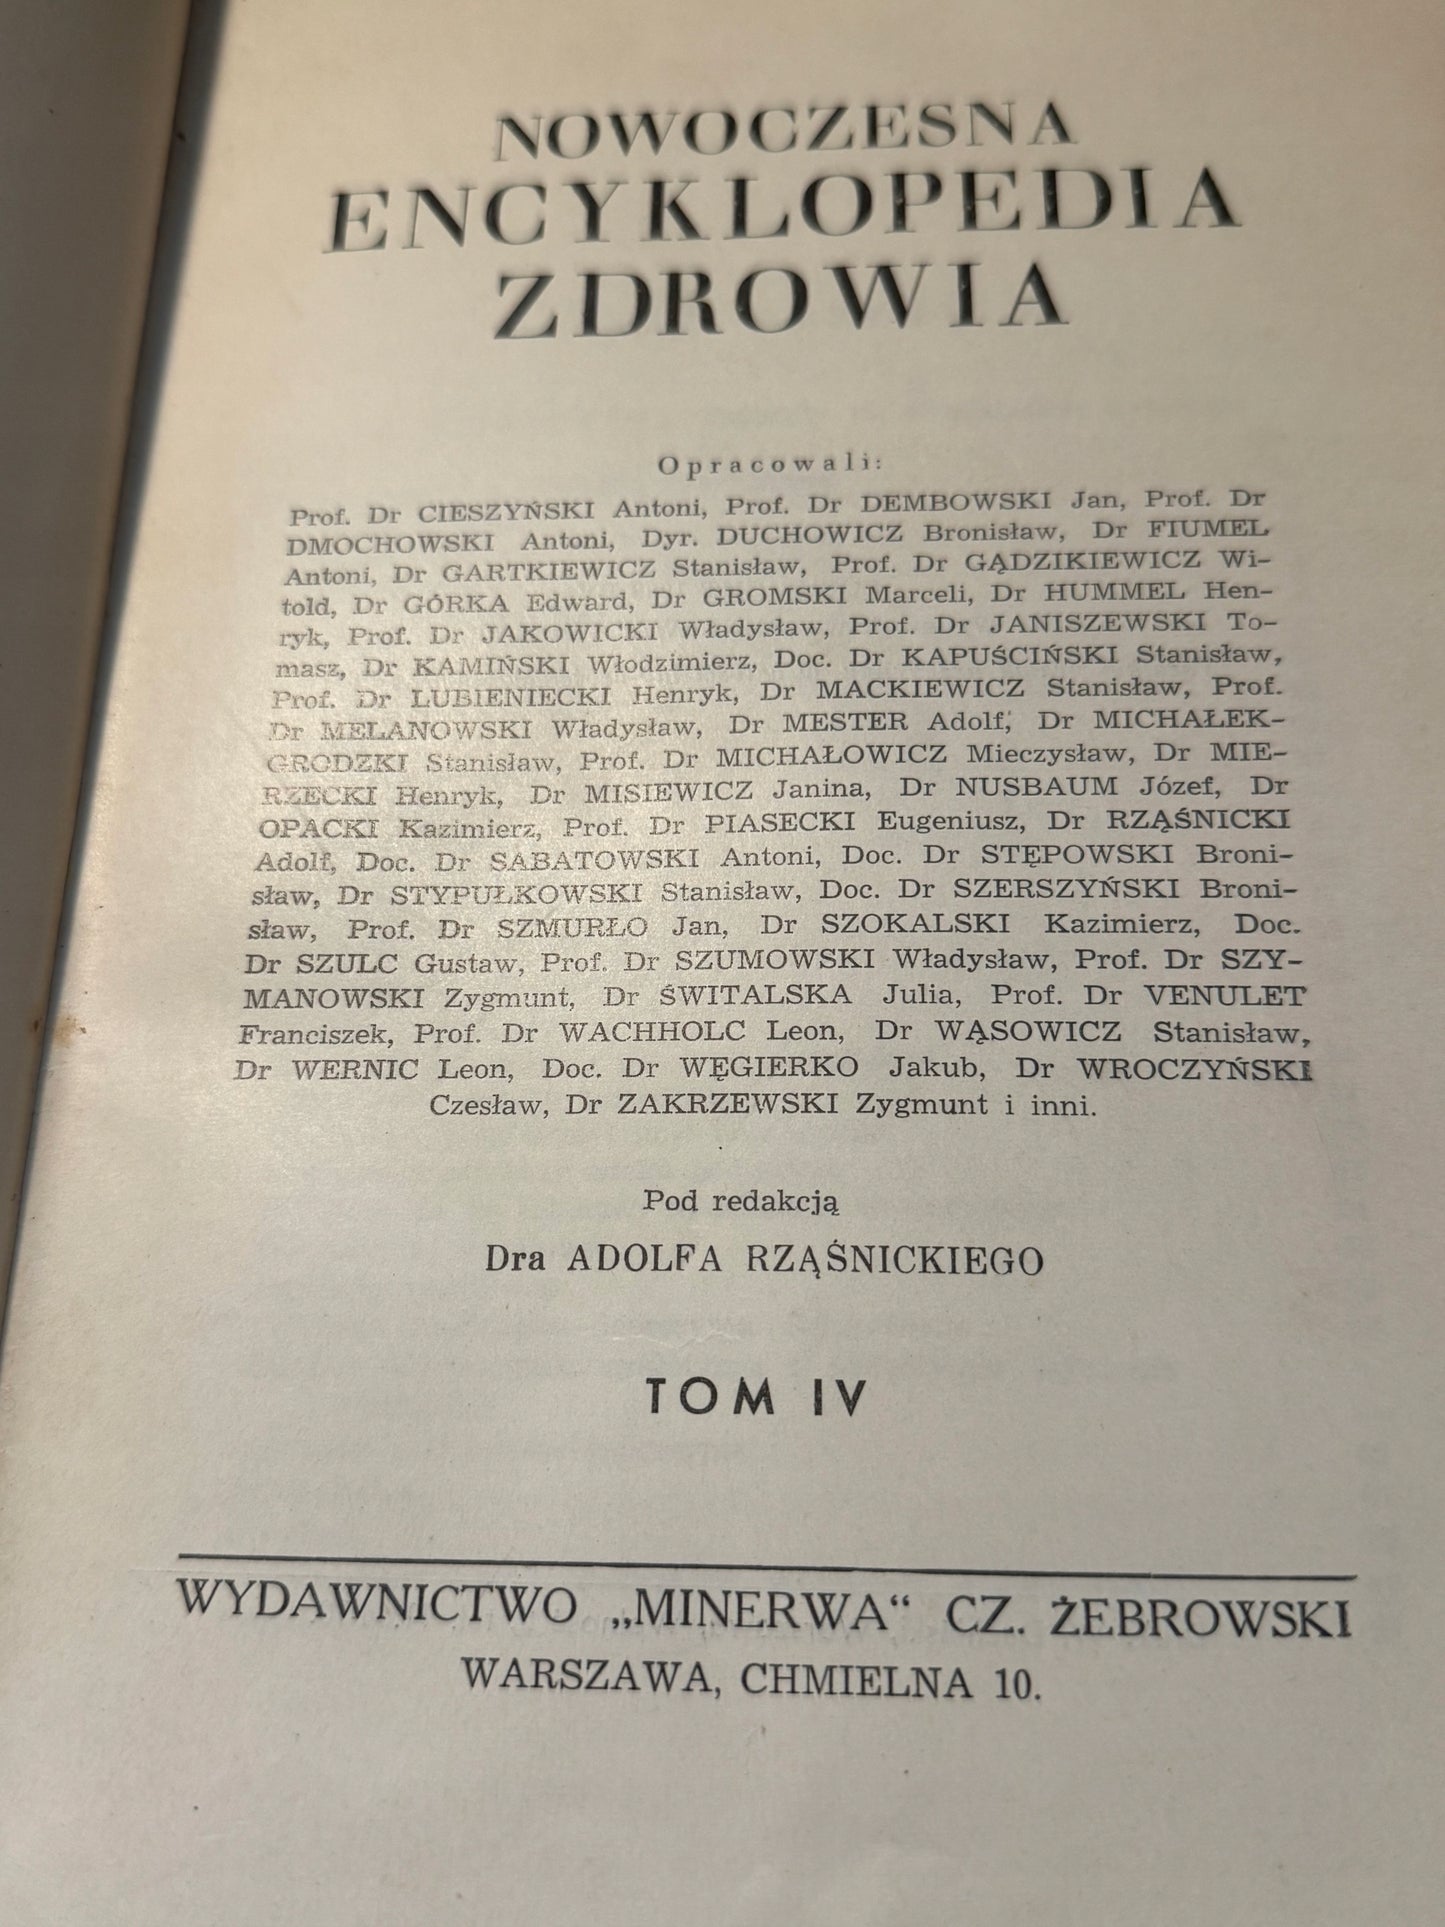 NOWOCZESNA
ENCYKLOPEDIA
ZDROWIA
Opracowali:
Prof. Dr CIESZYŃSKI Antoni, Prof. Dr DEMBOWSKI Jan, Prof. Dr
DMOCHOWSKI Antoni, Dyr. DUCHOWICZ Bronisław, Dr FIUMEL
Antoni, Dr GARTKIEWICZ Stanisław, Prof. Dr GĄDZIKIEWICZ Wi-
told, Dr GÓRKA Edward, Dr GROMSKI Marceli, Dr HUMMEL Hen-
ryk, Prof. Dr JAKOWICKI Władysław, Prof. Dr JANISZEWSKI To-
masz, Dr KAMIŃSKI Włodzimierz, Doc. Dr KAPUŚCIŃSKI Stanisław,
Prof. Dr LUBIENIECKI Henryk, Dr MACKIEWICZ Stanisław, Prof.
Dr MELANOWSKI Władysław, Dr MESTER Adolf, Dr MICHAŁEK-
GRODZKI Stanisław, Prof. Dr MICHAŁOWICZ Mieczysław, Dr MIE-
RZECKI Henryk, Dr MISIEWICZ Janina, Dr NUSBAUM Józef, Dr
OPACKI Kazimierz, Prof. Dr PIASECKI Eugeniusz, Dr RZĄŚNICKI
Adolf, Doc. Dr SABATOWSKI Antoni, Doc. Dr STĘPOWSKI Broni-
sław, Dr STYPUŁKOWSKI Stanisław, Doc. Dr SZERSZYŃSKI Broni-
sław, Prof. Dr SZMURŁO Jan, Dr SZOKALSKI Kazimierz, Doc.
Dr SZULC Gustaw, Prof. Dr SZUMOWSKI Władysław, Prof. Dr SZY-
MANOWSKI Zygmunt, Dr ŚWITALSKA Julia, Prof. Dr VENULET
Franciszek, Prof. Dr WACHHOLC Leon, Dr WĄSOWICZ Stanisław,
Dr WERNIC Leon, Doc. Dr WĘGIERKO Jakub, Dr WROCZYŃSKI
Czesław, Dr ZAKRZEWSKI Zygmunt i inni.
Pod redakcją
Dra ADOLFA RZĄŚNICKIEGO
TOM IV
WYDAWNICTWO „MINERWA“ CZ. ŻEBROWSKI
WARSZAWA, CHMIELNA 10.